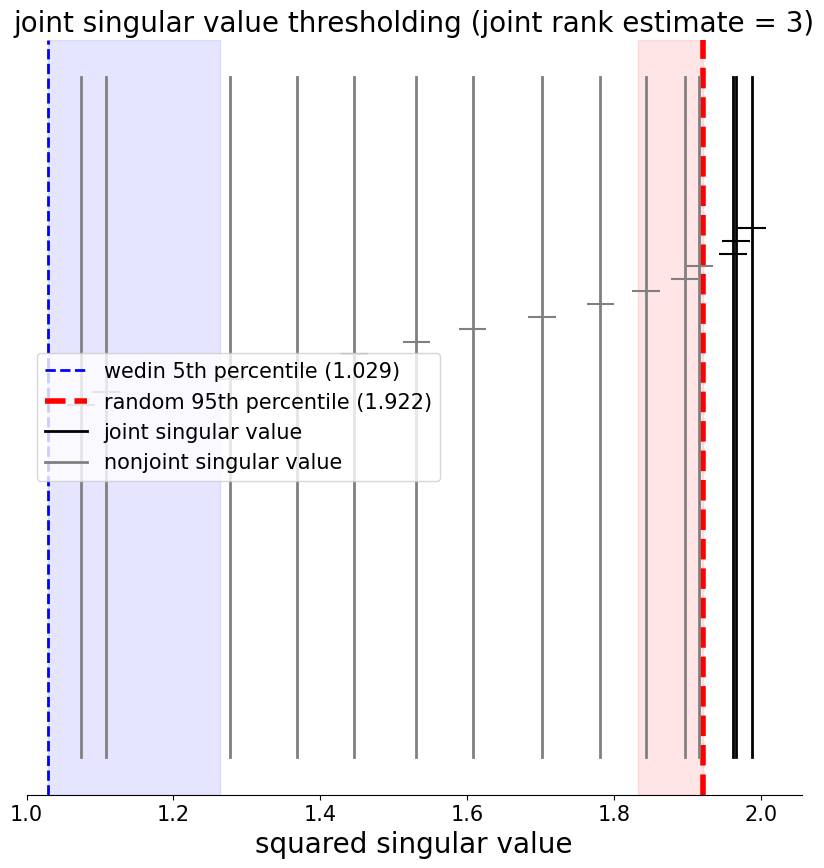 joint singular value thresholding (joint rank estimate = 3)
wedin 5th percentile (1.029)
random 95th percentile (1.922)
joint singular value
nonjoint singular value
1.0 1.2 1.4 1.6 1.8 2.0
squared singular value